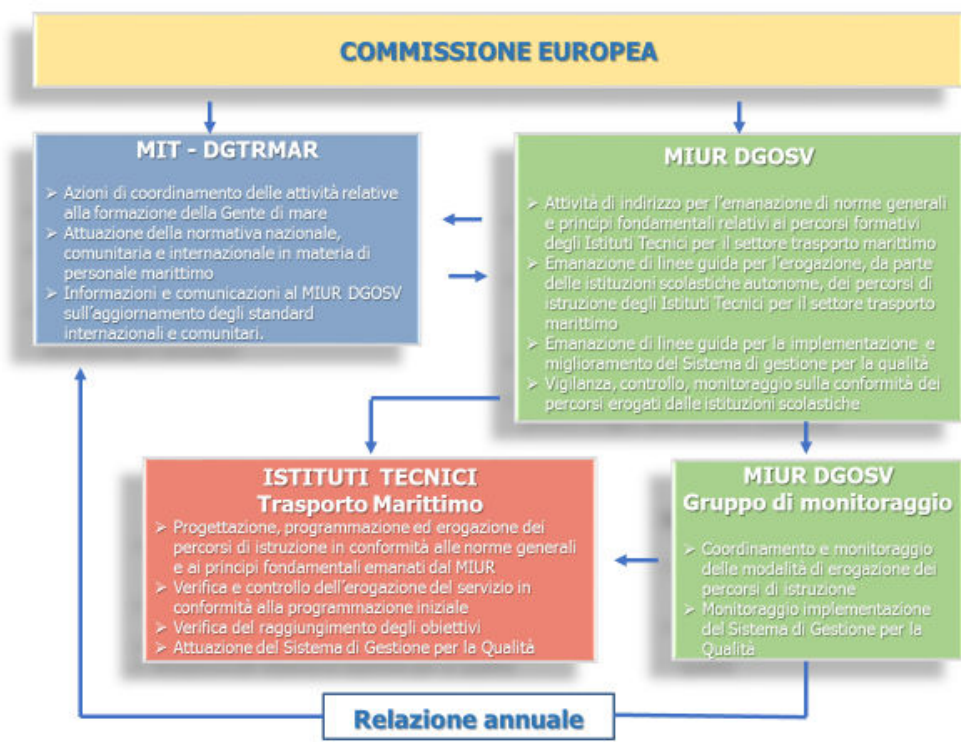 COMMISSIONE EUROPEA
MIT - DGTRMAR
➢ Azioni di coordinamento delle attività relative
alla formazione della Gente di mare
➢ Attuazione della normativa nazionale,
comunitaria e internazionale in materia di
personale marittimo
➢ Informazioni e comunicazioni al MIUR DGOSV
sull'aggiornamento degli standard
internazionali e comunitari.
MIUR DGOSV
➢ Attività di indirizzo per l'emanazione di norme generali
e principi fondamentali relativi ai percorsi formativi
degli Istituti Tecnici per il settore trasporto marittimo
➢ Emanazione di linee guida per l'erogazione, da parte
delle istituzioni scolastiche autonome, dei percorsi di
istruzione degli Istituti Tecnici per il settore trasporto
marittimo
➢ Emanazione di linee guida per la implementazione e
miglioramento del Sistema di gestione per la qualità
➢ Vigilanza, controllo, monitoraggio sulla conformità dei
percorsi erogati dalle istituzioni scolastiche
ISTITUTI TECNICI
Trasporto Marittimo
➢ Progettazione, programmazione ed erogazione dei
percorsi di istruzione in conformità alle norme generali
e ai principi fondamentali emanati dal MIUR
➢ Verifica e controllo dell'erogazione del servizio in
conformità alla programmazione iniziale
➢ Verifica del raggiungimento degli obiettivi
➢ Attuazione del Sistema di Gestione per la Qualità
MIUR DGOSV
Gruppo di monitoraggio
➢ Coordinamento e monitoraggio
delle modalità di erogazione dei
percorsi di istruzione
➢ Monitoraggio implementazione
del Sistema di Gestione per la
Qualità
Relazione annuale